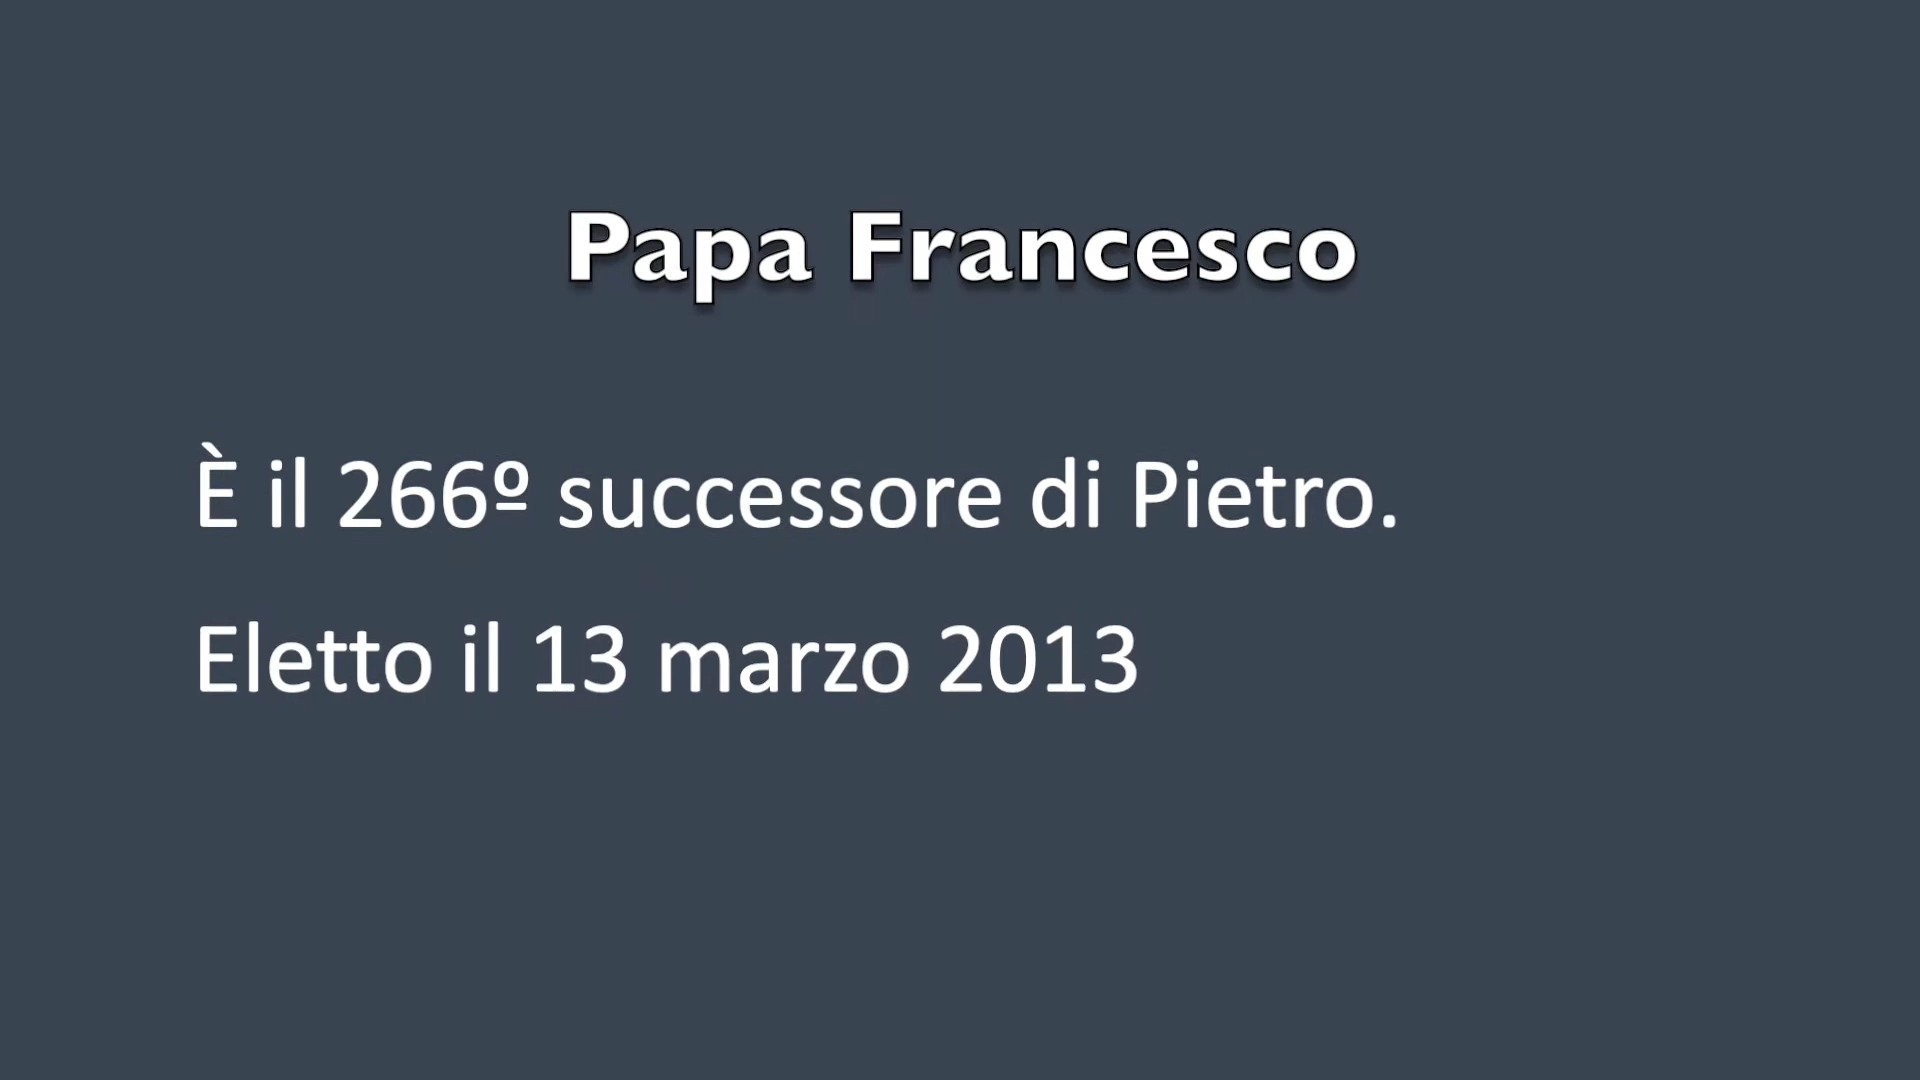 Papa Francesco
È il 266º successore di Pietro.
Eletto il 13 marzo 2013